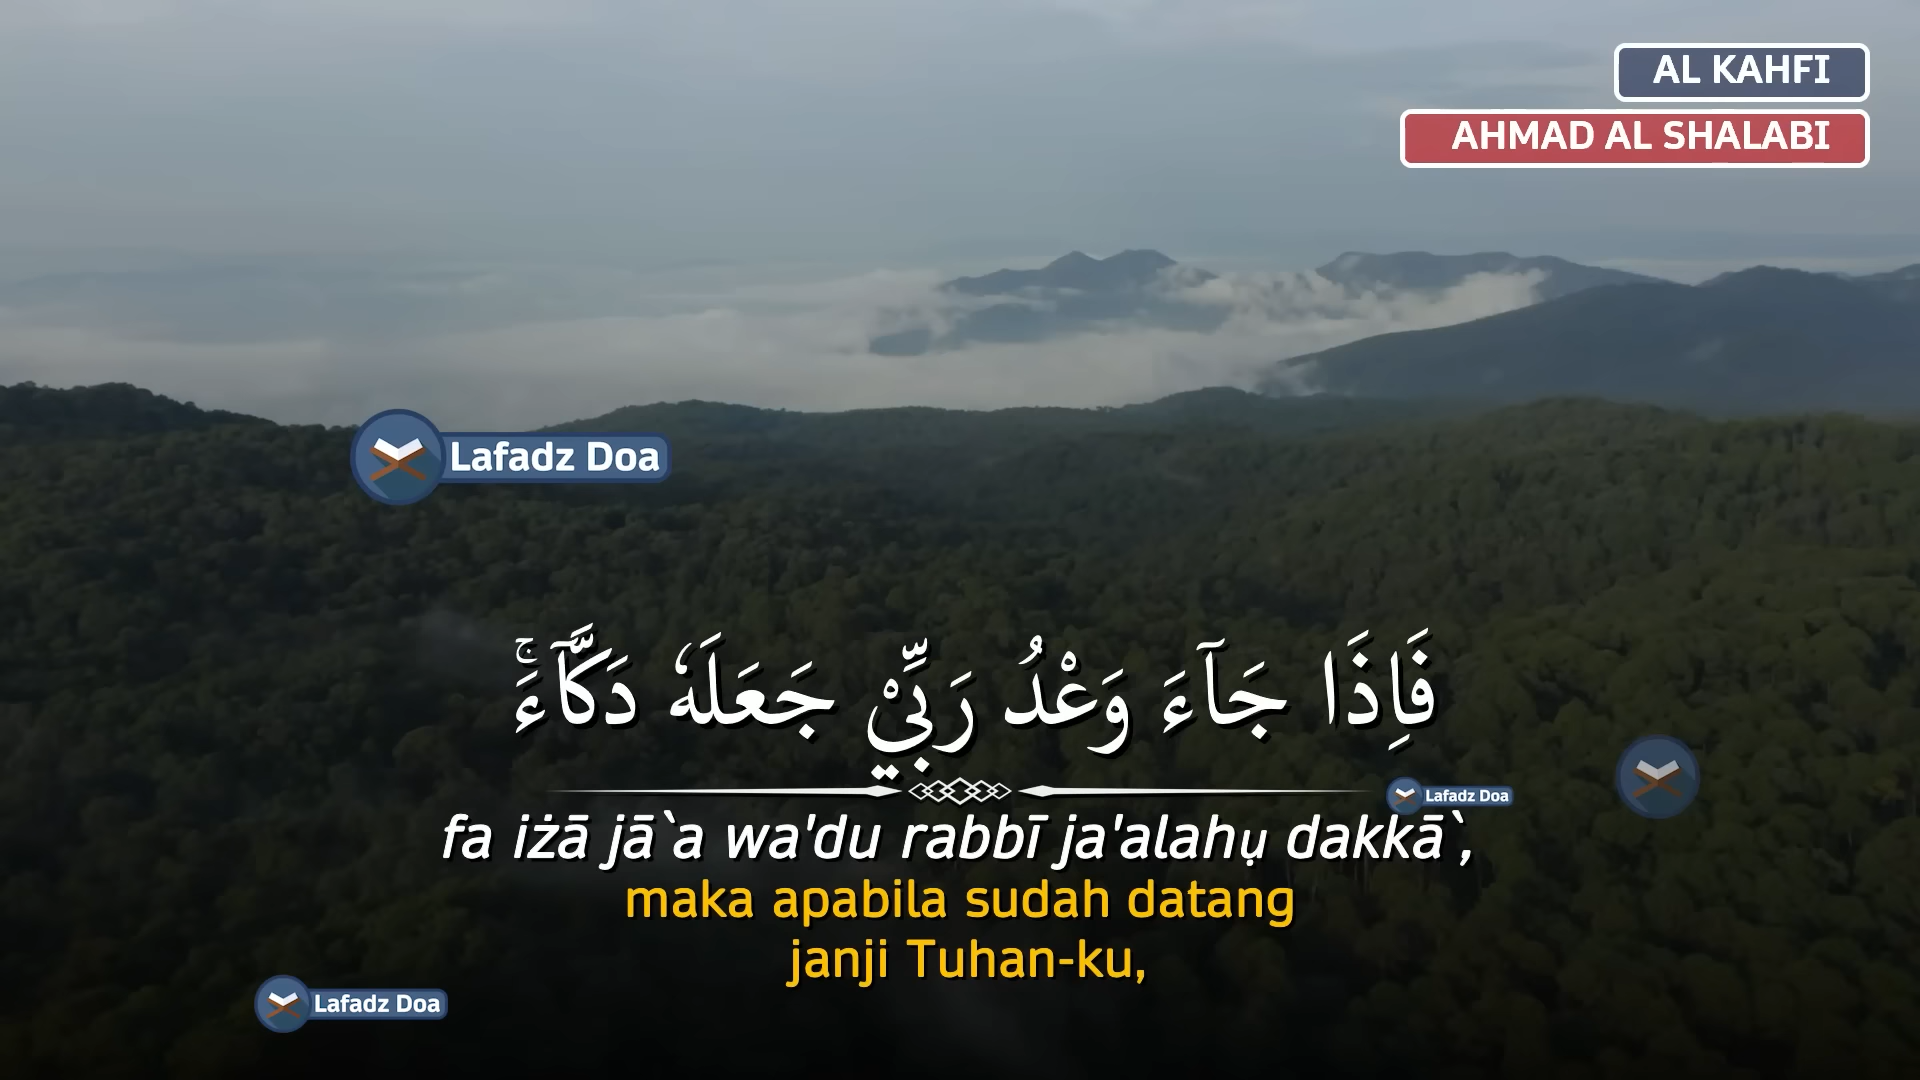 AL KAHFI
AHMAD AL SHALABI
Lafadz Doa
فَاِذَا جَآءَ وَعْدُ رَبِّيْ جَعَلَهٗ دَكَّآءَۚ
Lafadz Doa
fa iżā jā`a wa'du rabbī ja'alahụ dakkā`,
maka apabila sudah datang
janji Tuhan-ku,
Lafadz Doa